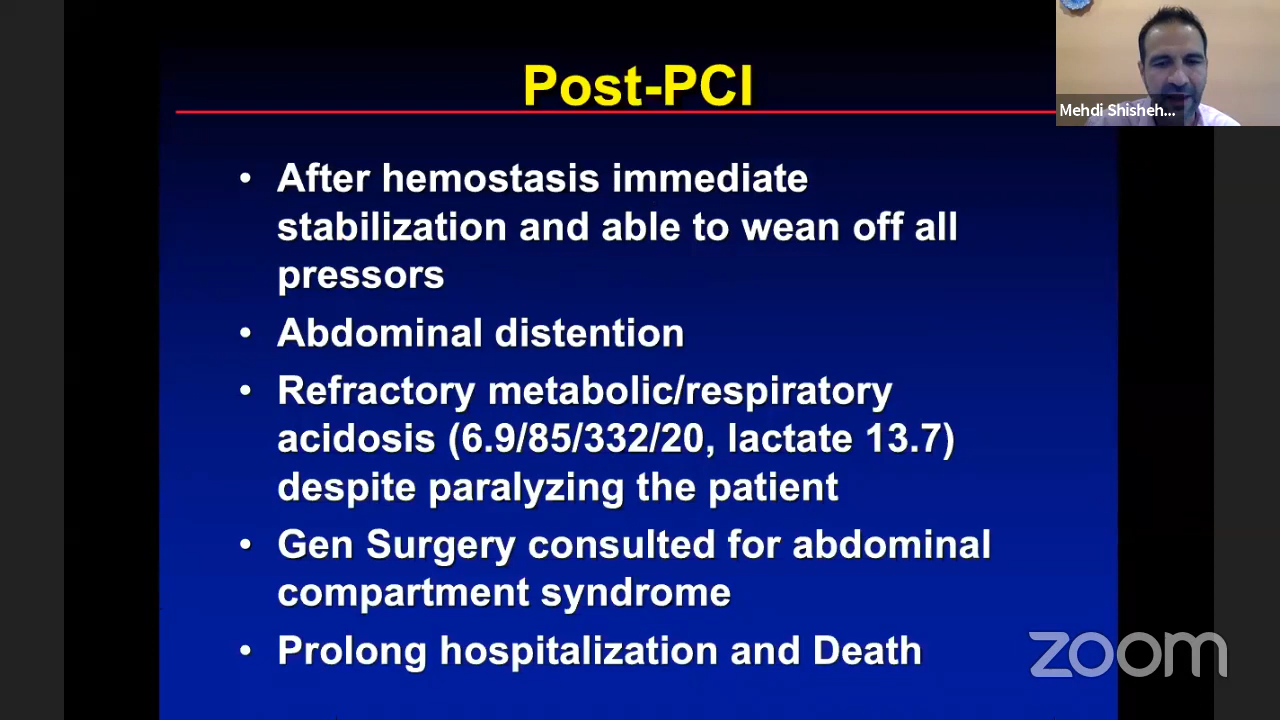 Post-PCI
Mehdi Shisheh...
• After hemostasis immediate
stabilization and able to wean off all
pressors
• Abdominal distention
• Refractory metabolic/respiratory
acidosis (6.9/85/332/20, lactate 13.7)
despite paralyzing the patient
• Gen Surgery consulted for abdominal
compartment syndrome
• Prolong hospitalization and Death
zoom